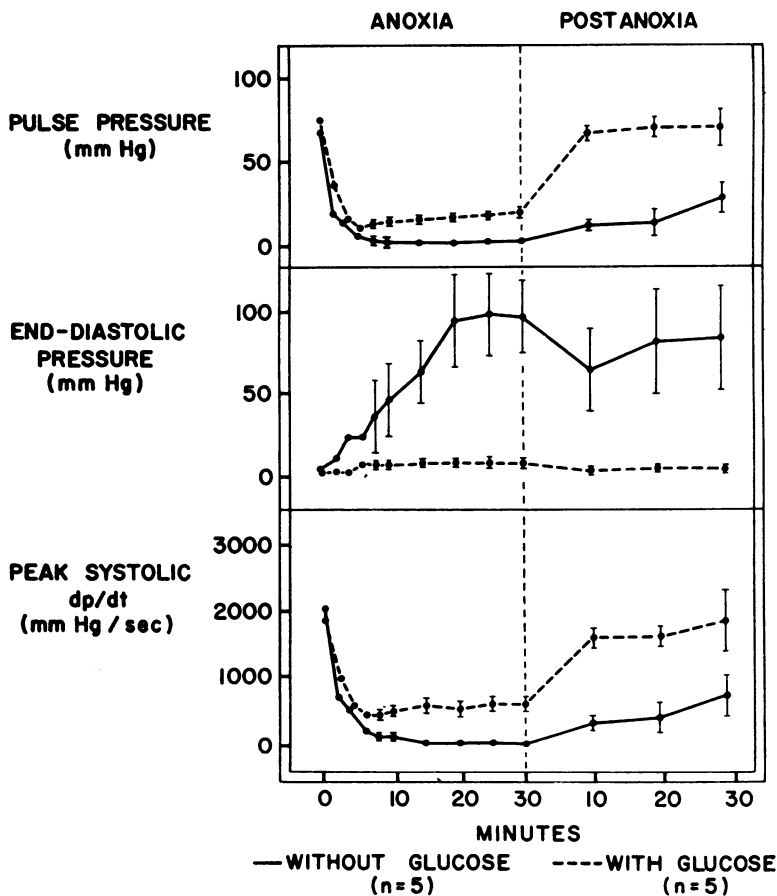 ANOXIA
POSTANOXIA
PULSE PRESSURE
(mm Hg)
100
50
0
END-DIASTOLIC
PRESSURE
(mm Hg)
100
50
0
PEAK SYSTOLIC
dp/dt
(mm Hg / sec)
3000
2000
1000
0
0 10 20 30 10 20 30
MINUTES
WITHOUT GLUCOSE
(n=5)
WITH GLUCOSE
(n=5)